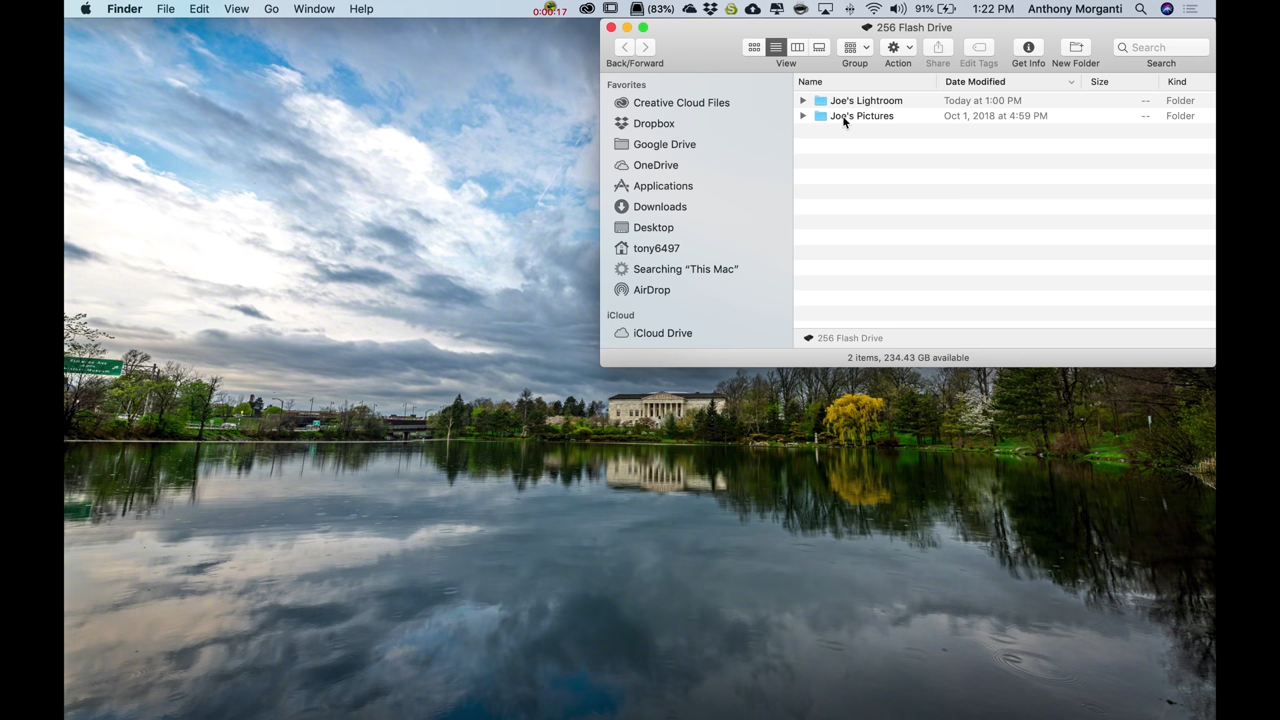 Finder File Edit View Go Window Help 0:00:17 (83%) 91% 1:22 PM Anthony Morganti
256 Flash Drive
Back/Forward View Group Action Share Edit Tags Get Info New Folder Search
Search
Favorites
Creative Cloud Files
Dropbox
Google Drive
OneDrive
Applications
Downloads
Desktop
tony6497
Searching “This Mac”
AirDrop
iCloud
iCloud Drive
Name Date Modified Size Kind
Joe's Lightroom Today at 1:00 PM -- Folder
Joe's Pictures Oct 1, 2018 at 4:59 PM -- Folder
256 Flash Drive
2 items, 234.43 GB available